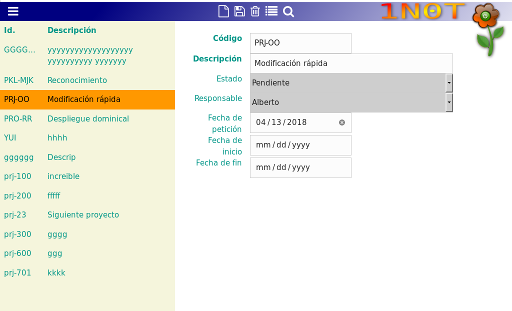 1NOT
Id. Descripción
GGGG... yyyyyyyyyyyyyyyyyyy
yyyyyyyyyy yyyyyyy
PKL-MJK Reconocimiento
PRJ-OO Modificación rápida
PRO-RR Despliegue dominical
YUI hhhh
gggggg Descrip
prj-100 increible
prj-200 fffff
prj-23 Siguiente proyecto
prj-300 gggg
prj-600 ggg
prj-701 kkkk
Código PRJ-OO
Descripción Modificación rápida
Estado Pendiente
Responsable Alberto
Fecha de
petición 04/13/2018
Fecha de
inicio mm/dd/yyyy
Fecha de fin mm/dd/yyyy